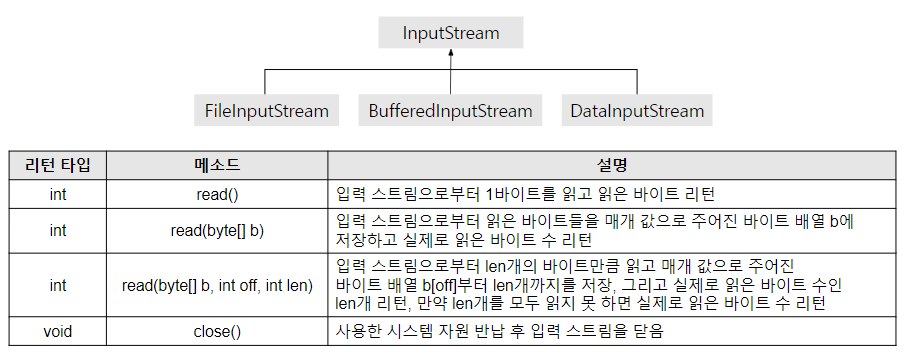 InputStream
FileInputStream
BufferedInputStream
DataInputStream
리턴 타입
메소드
설명
int
read()
입력 스트림으로부터 1바이트를 읽고 읽은 바이트 리턴
int
read(byte[] b)
입력 스트림으로부터 읽은 바이트들을 매개 값으로 주어진 바이트 배열 b에
저장하고 실제로 읽은 바이트 수 리턴
int
read(byte[] b, int off, int len)
입력 스트림으로부터 len개의 바이트만큼 읽고 매개 값으로 주어진
바이트 배열 b[off]부터 len개까지를 저장, 그리고 실제로 읽은 바이트 수인
len개 리턴, 만약 len개를 모두 읽지 못 하면 실제로 읽은 바이트 수 리턴
void
close()
사용한 시스템 자원 반납 후 입력 스트림을 닫음